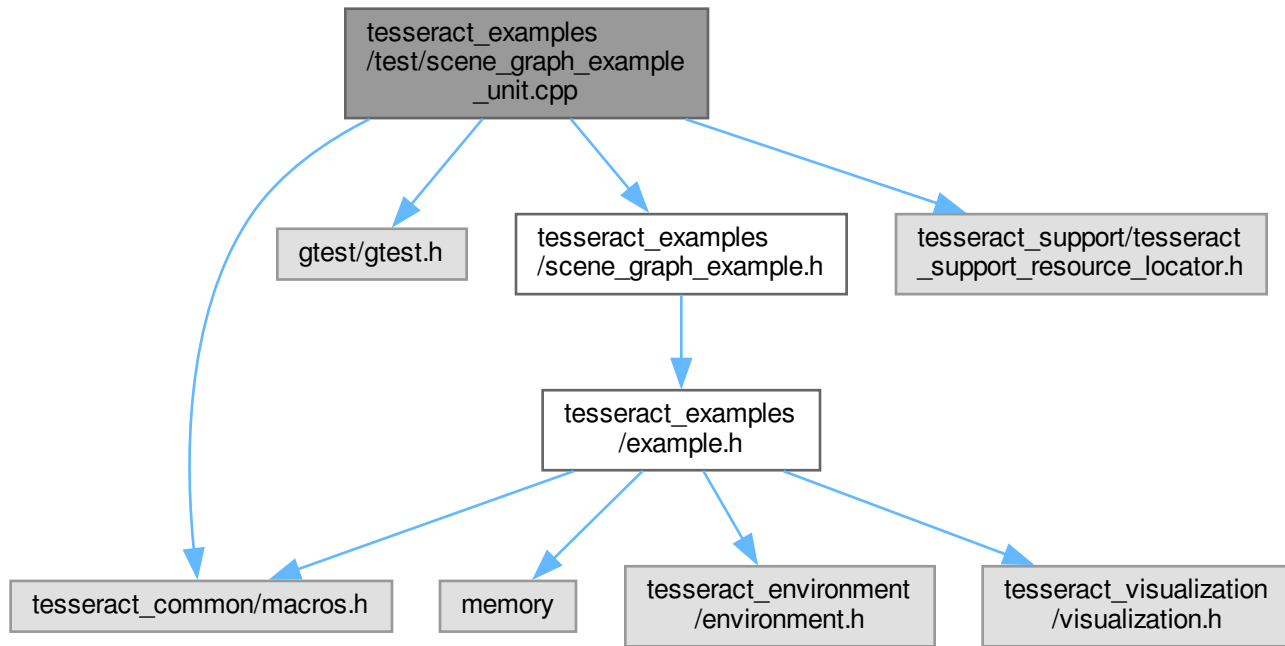 tesseract_examples
/test/scene_graph_example
_unit.cpp
gtest/gtest.h
tesseract_examples
/scene_graph_example.h
tesseract_support/tesseract
_support_resource_locator.h
tesseract_examples
/example.h
tesseract_common/macros.h
memory
tesseract_environment
/environment.h
tesseract_visualization
/visualization.h